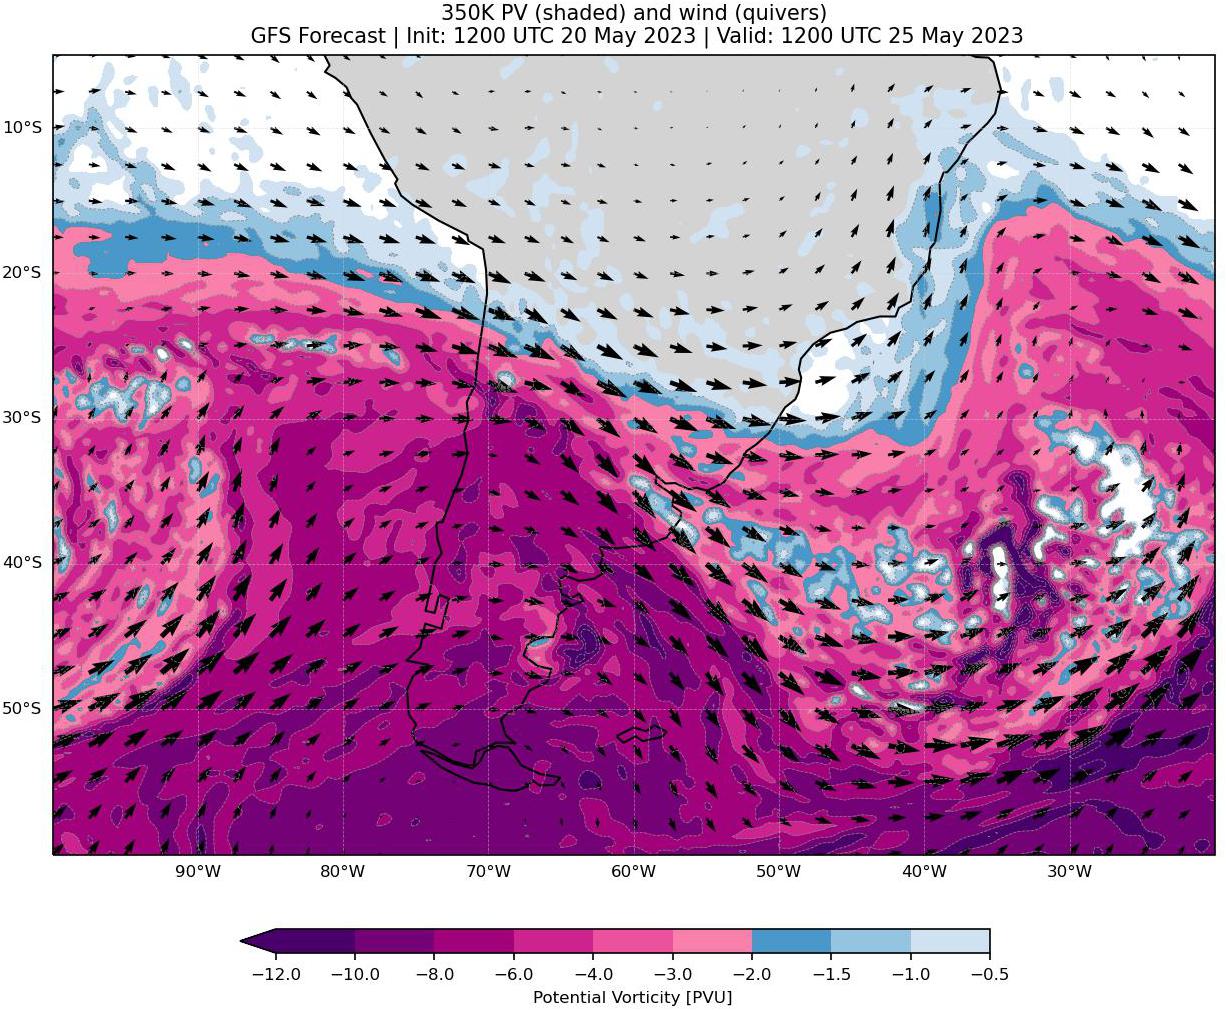 350K PV (shaded) and wind (quivers)
GFS Forecast | Init: 1200 UTC 20 May 2023 | Valid: 1200 UTC 25 May 2023
10°S
20°S
30°S
40°S
50°S
90°W 80°W 70°W 60°W 50°W 40°W 30°W
−12.0 −10.0 −8.0 −6.0 −4.0 −3.0 −2.0 −1.5 −1.0 −0.5
Potential Vorticity [PVU]